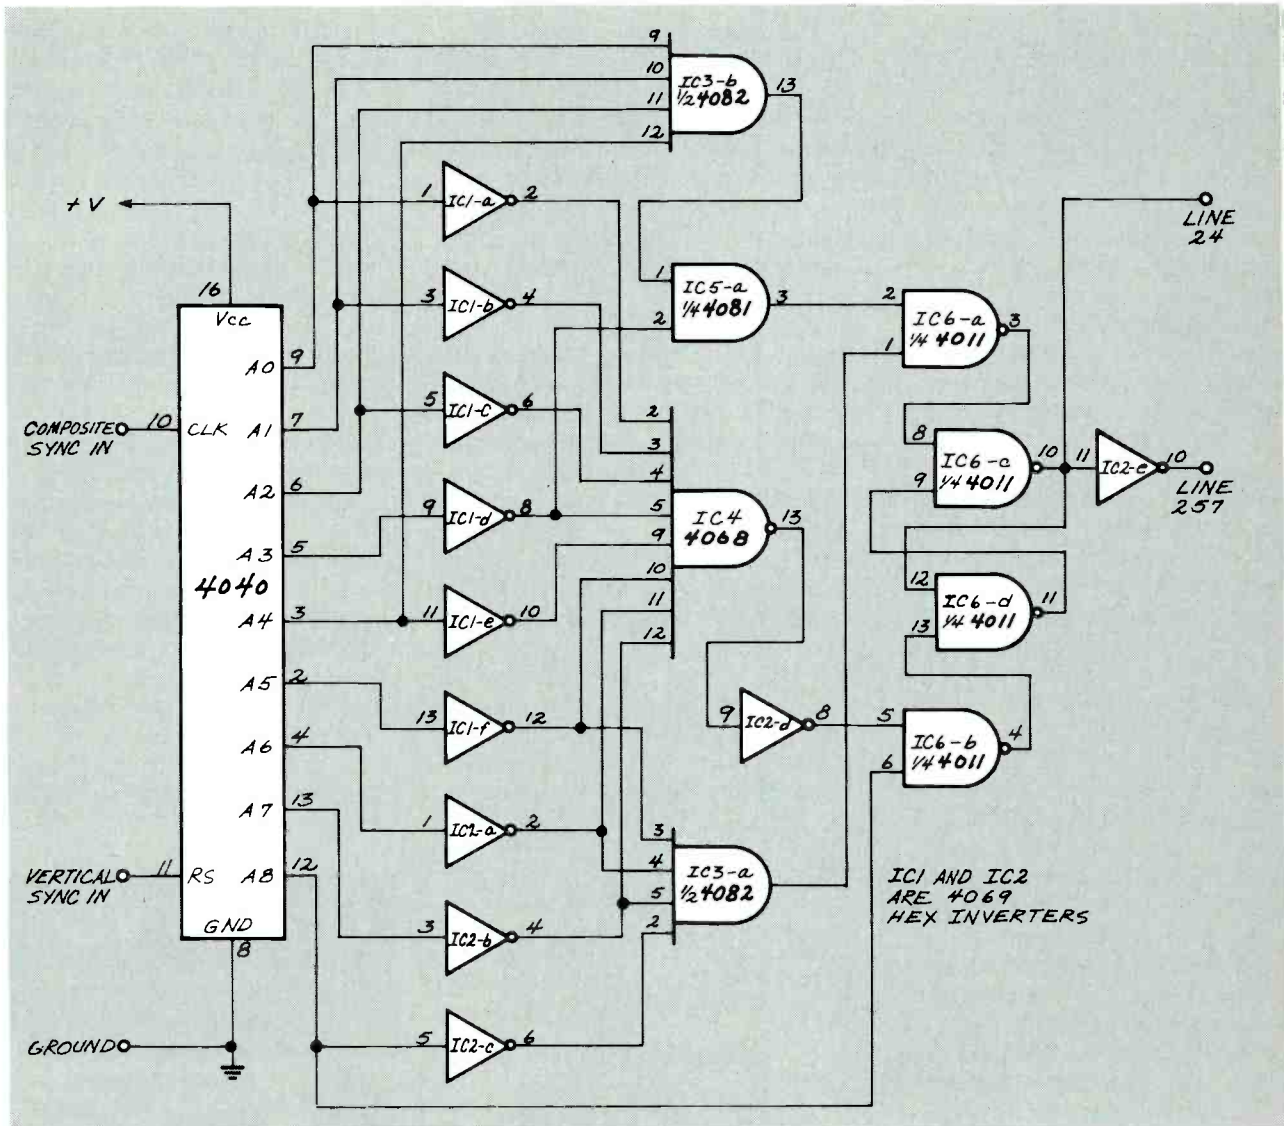 9
10
11
12
IC3-b
1/2 4082
13
+V
1
IC1-a
2
LINE
24
16
Vcc
3
IC1-b
4
1
2
IC5-a
1/4 4081
3
2
1
IC6-a
1/4 4011
3
A0
9
COMPOSITE
SYNC IN
10
CLK
A1
7
5
IC1-C
6
2
3
4
5
9
10
11
12
IC4
4068
13
8
9
IC6-c
1/4 4011
10
11
IC2-e
10
LINE
257
A2
6
9
IC1-d
8
A3
5
4040
A4
3
11
IC1-e
10
12
13
IC6-d
1/4 4011
11
A5
2
13
IC1-f
12
9
IC2-d
8
5
6
IC6-b
1/4 4011
4
A6
4
A7
13
1
IC2-a
2
3
4
5
2
IC3-a
1/2 4082
VERTICAL
SYNC IN
11
RS
A8
12
IC1 AND IC2
ARE 4069
HEX INVERTERS
GND
8
3
IC2-b
4
GROUND
5
IC2-c
6